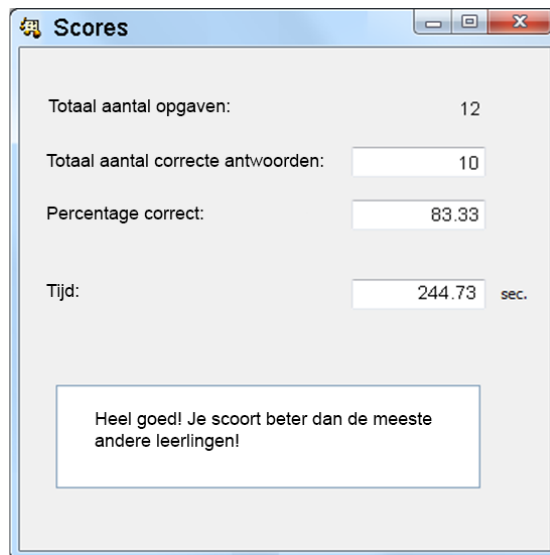 Scores
Totaal aantal opgaven: 12
Totaal aantal correcte antwoorden: 10
Percentage correct: 83.33
Tijd: 244.73 sec.
Heel goed! Je scoort beter dan de meeste
andere leerlingen!